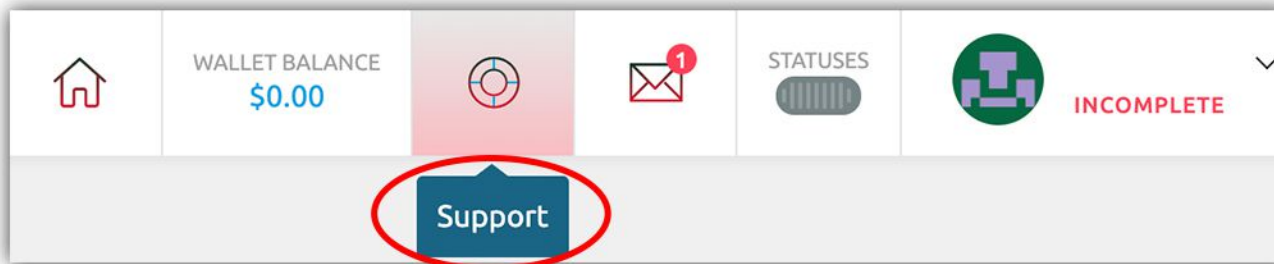 WALLET BALANCE
$0.00
1
STATUSES
INCOMPLETE
Support